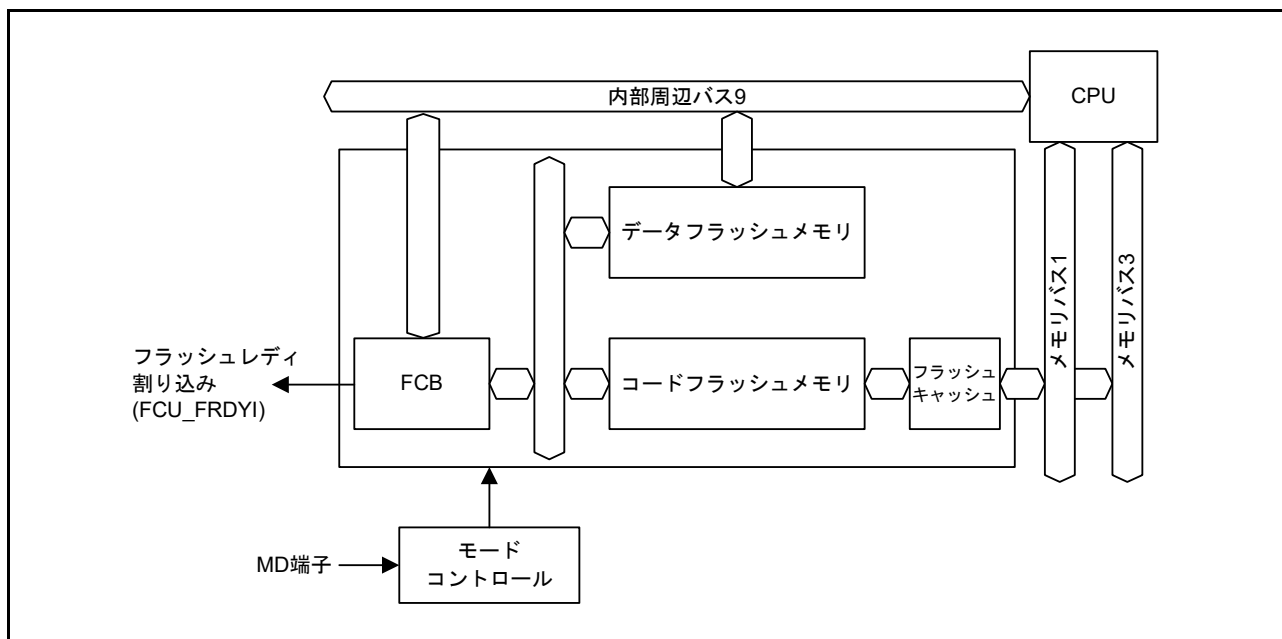 内部周辺バス9
CPU
データフラッシュメモリ
メモリバス1
メモリバス3
フラッシュレディ
割り込み
(FCU_FRDYI)
FCB
コードフラッシュメモリ
フラッシュ
キャッシュ
MD端子
モード
コントロール